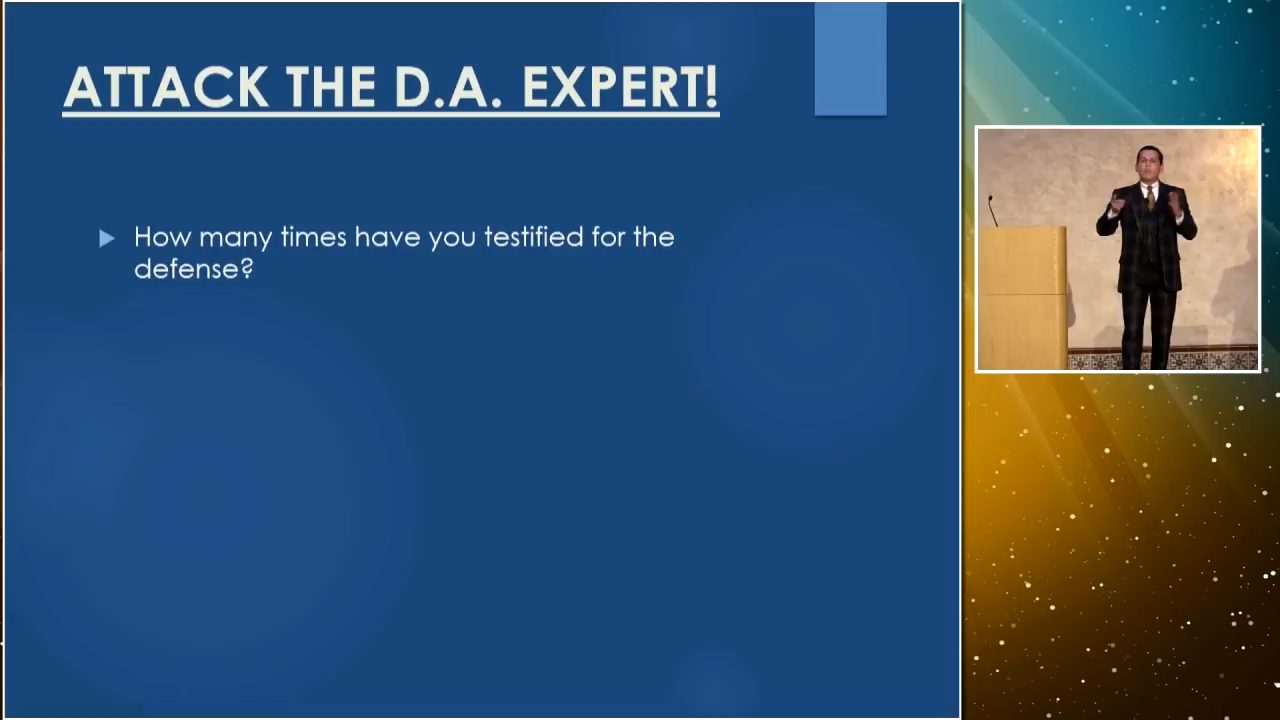 ATTACK THE D.A. EXPERT!
How many times have you testified for the
defense?